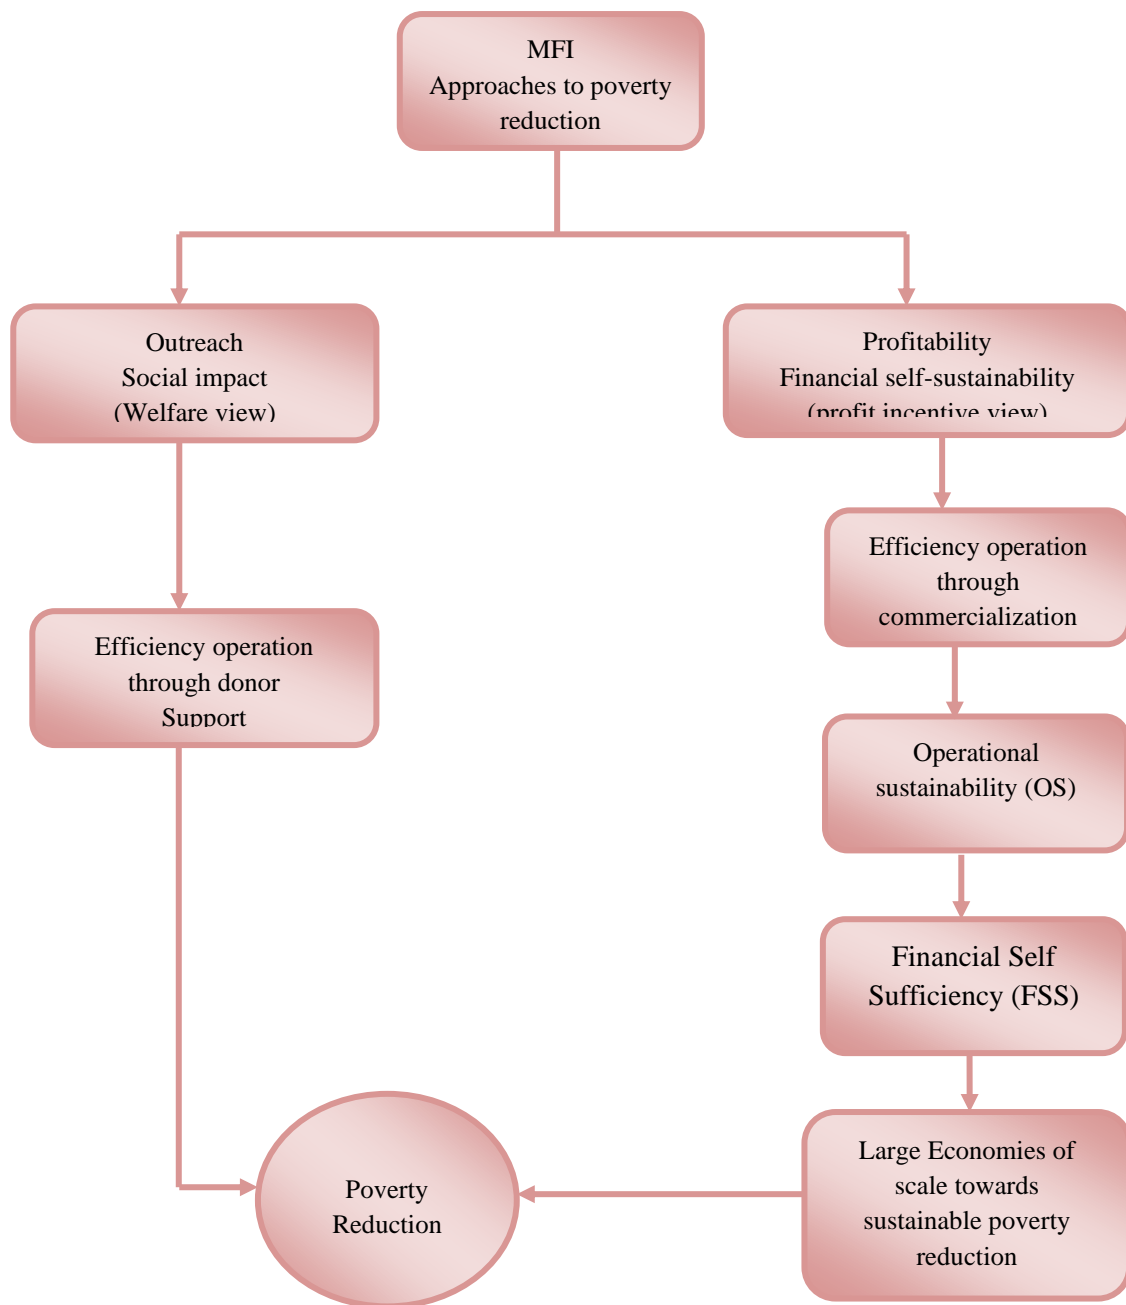 MFI
Approaches to poverty
reduction
Outreach
Social impact
(Welfare view)
Profitability
Financial self-sustainability
(profit incentive view)
Efficiency operation
through
commercialization
Efficiency operation
through donor
Support
Operational
sustainability (OS)
Financial Self
Sufficiency (FSS)
Large Economies of
scale towards
sustainable poverty
reduction
Poverty
Reduction